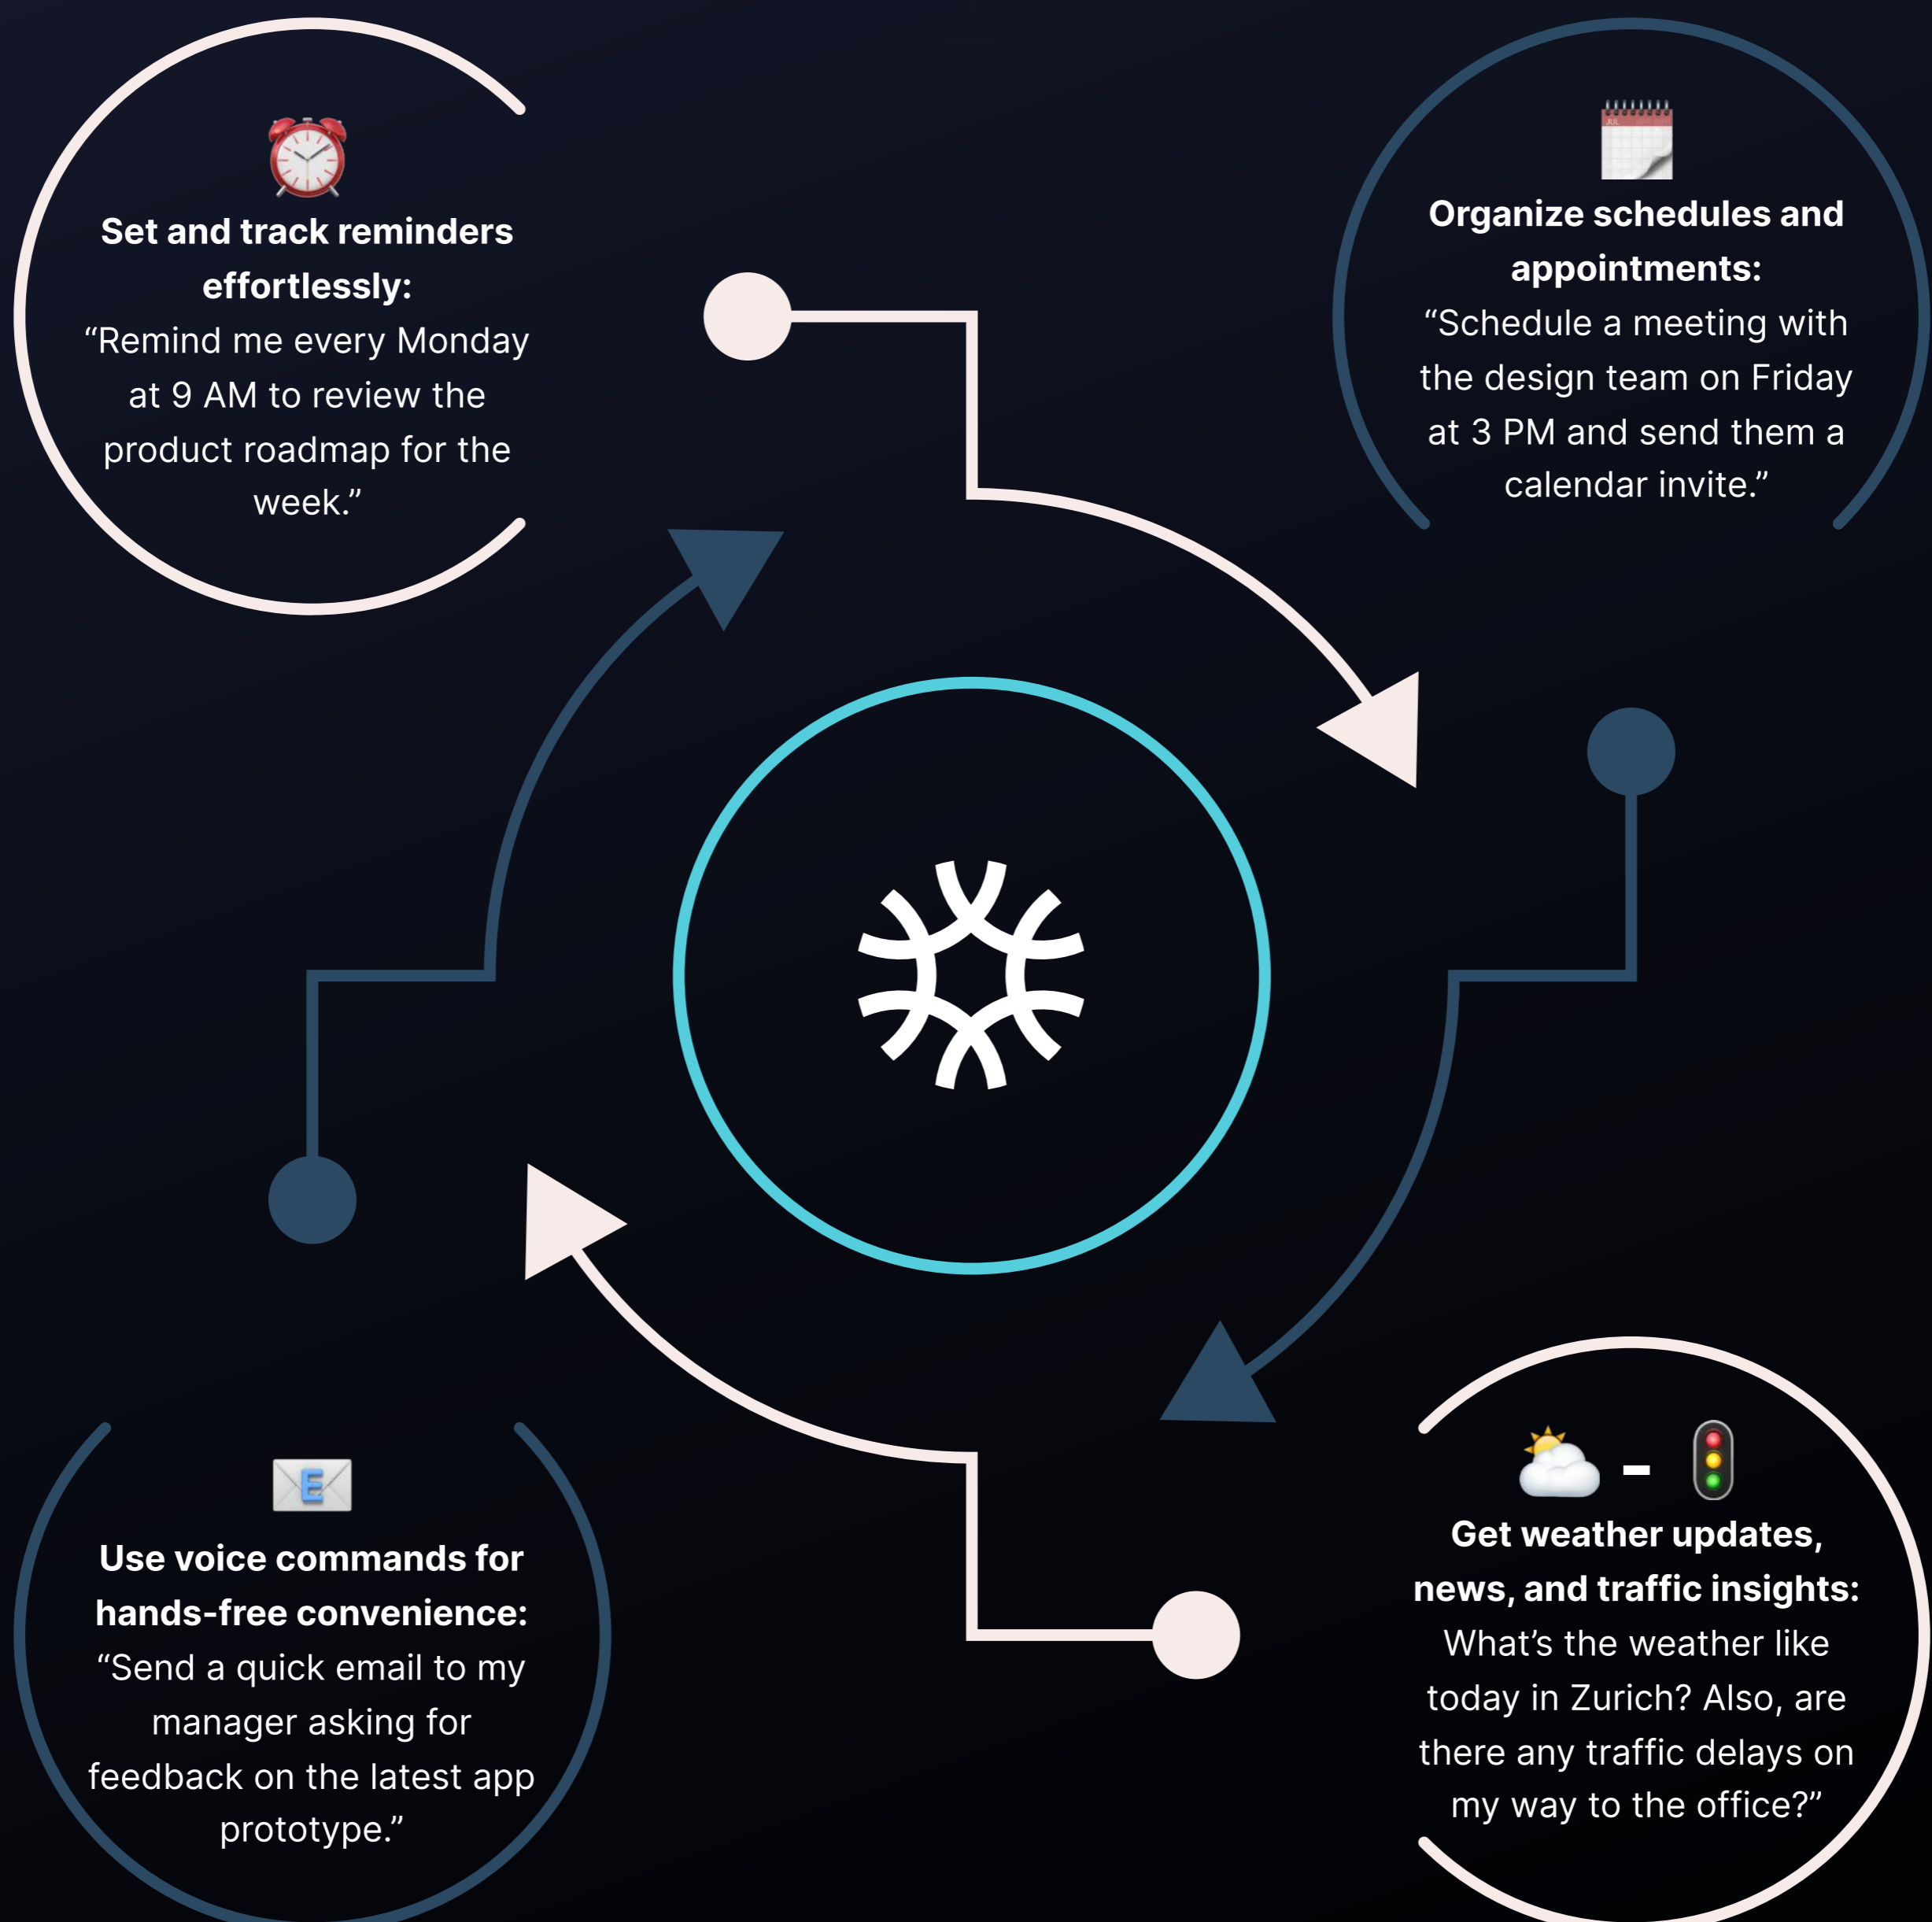 Set and track reminders
effortlessly:
“Remind me every Monday
at 9 AM to review the
product roadmap for the
week.”
JUL
Organize schedules and
appointments:
“Schedule a meeting with
the design team on Friday
at 3 PM and send them a
calendar invite.”
E
Use voice commands for
hands-free convenience:
“Send a quick email to my
manager asking for
feedback on the latest app
prototype.”
-
Get weather updates,
news, and traffic insights:
What’s the weather like
today in Zurich? Also, are
there any traffic delays on
my way to the office?”